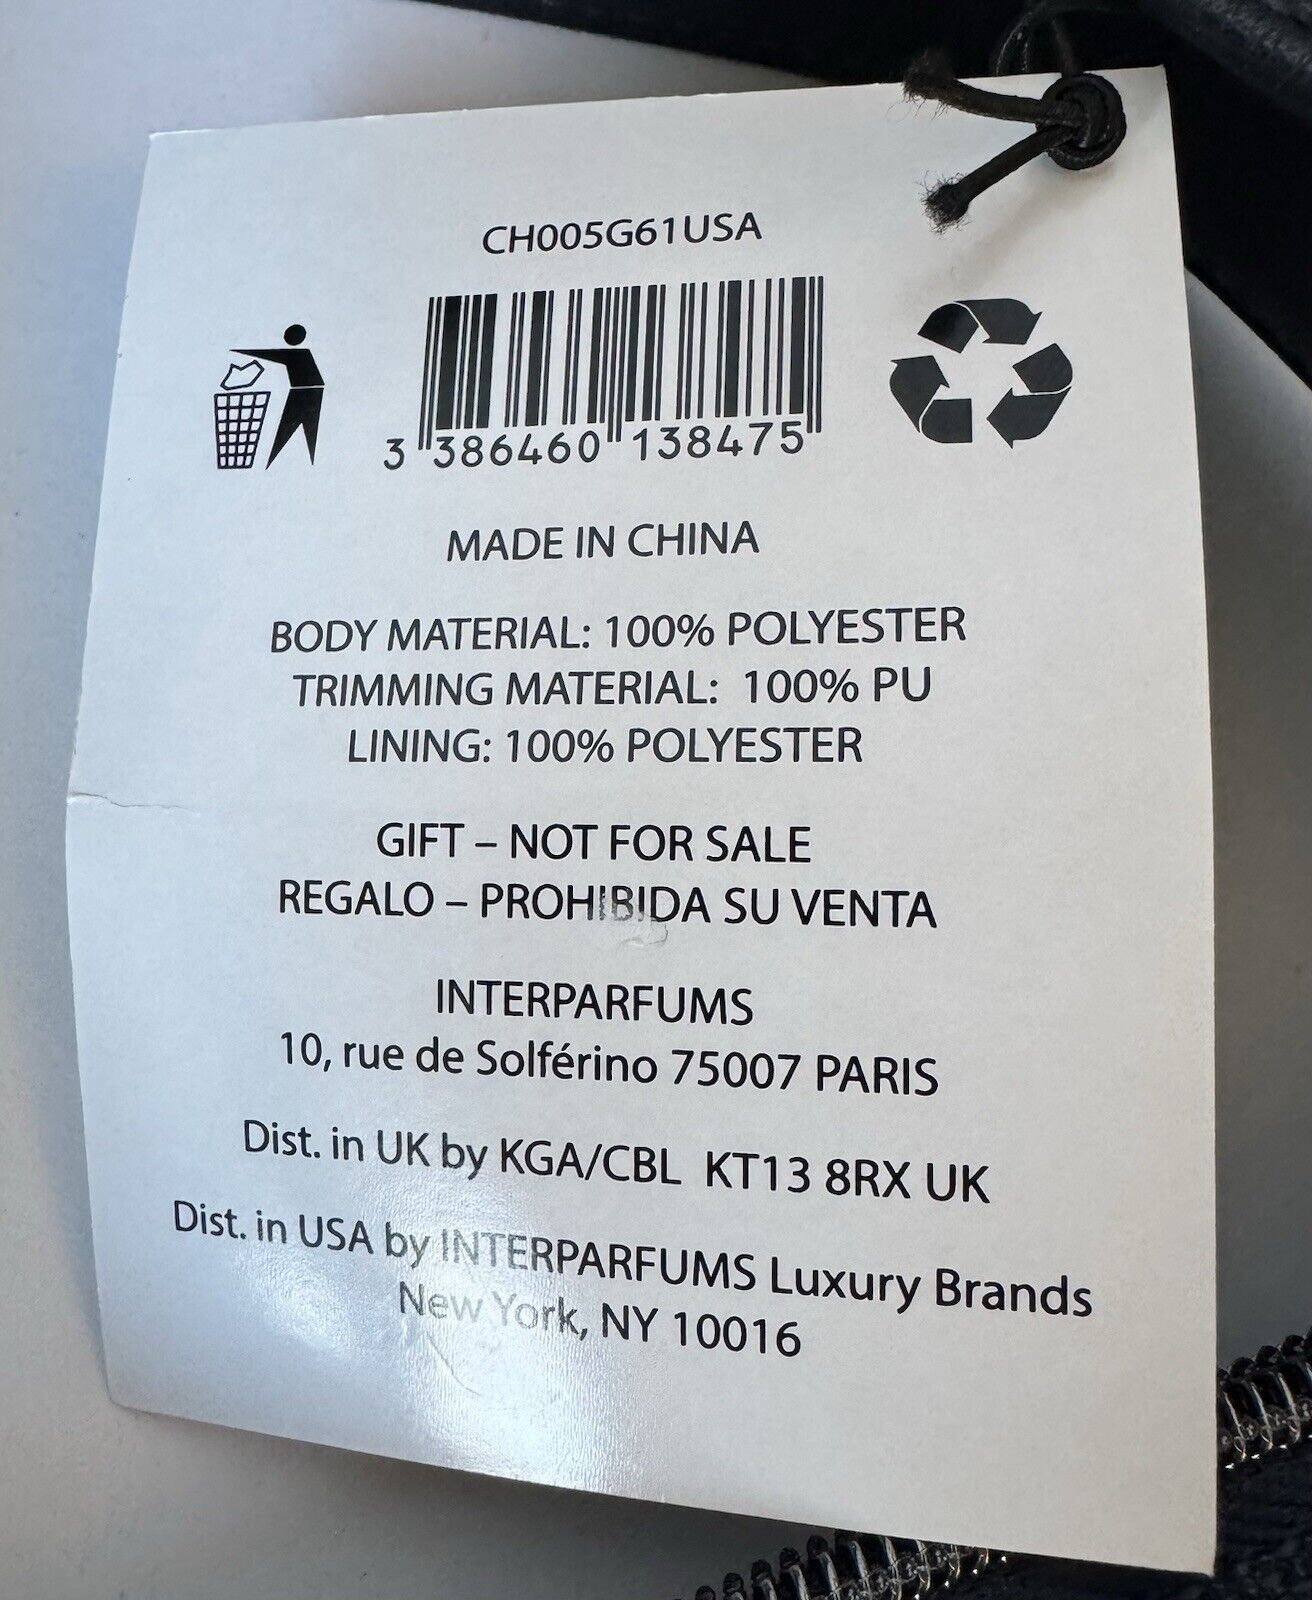 CH005G61USA
3 386460 138475
MADE IN CHINA
BODY MATERIAL: 100% POLYESTER
TRIMMING MATERIAL: 100% PU
LINING: 100% POLYESTER
GIFT – NOT FOR SALE
REGALO – PROHIBIDA SU VENTA
INTERPARFUMS
10, rue de Solférino 75007 PARIS
Dist. in UK by KGA/CBL KT13 8RX UK
Dist. in USA by INTERPARFUMS Luxury Brands
New York, NY 10016